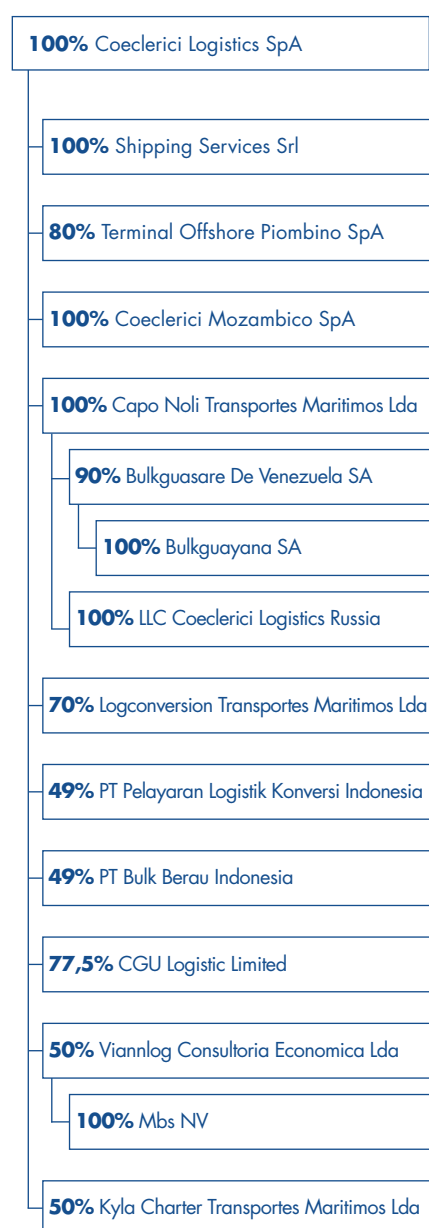 100% Coeclerici Logistics SpA
100% Shipping Services Srl
80% Terminal Offshore Piombino SpA
100% Coeclerici Mozambico SpA
100% Capo Noli Transportes Maritimos Lda
90% Bulkguasare De Venezuela SA
100% Bulkguayana SA
100% LLC Coeclerici Logistics Russia
70% Logconversion Transportes Maritimos Lda
49% PT Pelayaran Logistik Konversi Indonesia
49% PT Bulk Berau Indonesia
77,5% CGU Logistic Limited
50% Viannlog Consultoria Economica Lda
100% Mbs NV
50% Kyla Charter Transportes Maritimos Lda